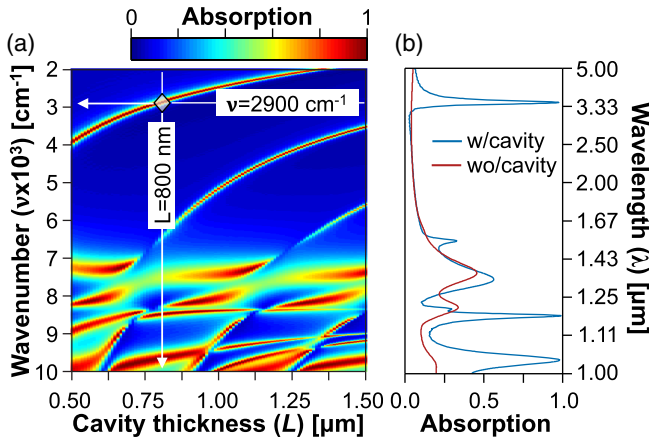 Absorption
0 1
(a)
(b)
Wavenumber (νx10³) [cm⁻¹]
2
3
4
5
6
7
8
9
10
ν=2900 cm⁻¹
L=800 nm
0.50 0.75 1.00 1.25 1.50
Cavity thickness (L) [µm]
w/cavity
wo/cavity
5.00
3.33
2.50
2.00
1.67
1.43
1.25
1.11
1.00
Wavelength (λ) [µm]
0.0 0.5 1.0
Absorption